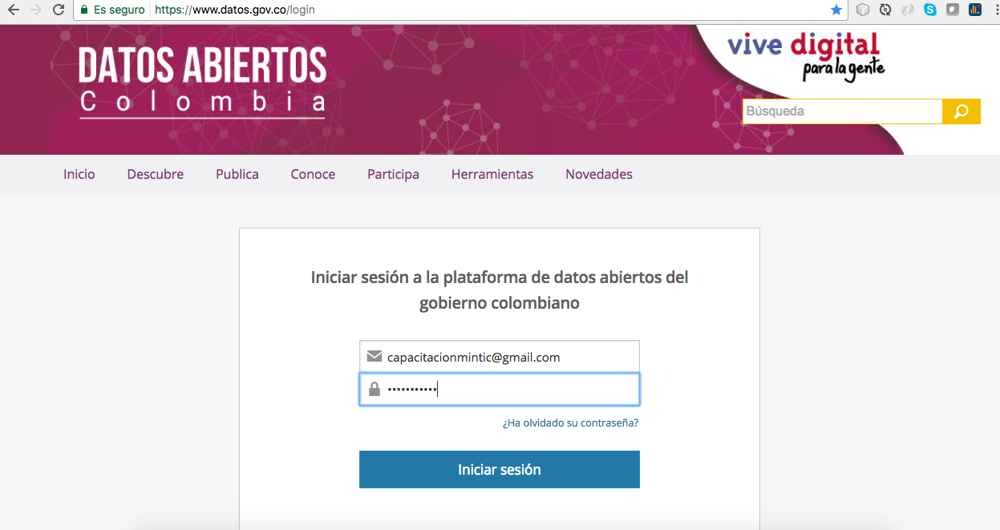 Es seguro https://www.datos.gov.co/login
DATOS ABIERTOS
Colombia
vive digital
para la gente
Búsqueda
Inicio Descubre Publica Conoce Participa Herramientas Novedades
Iniciar sesión a la plataforma de datos abiertos del
gobierno colombiano
capacitacionmintic@gmail.com
•••••••••••
¿Ha olvidado su contraseña?
Iniciar sesión